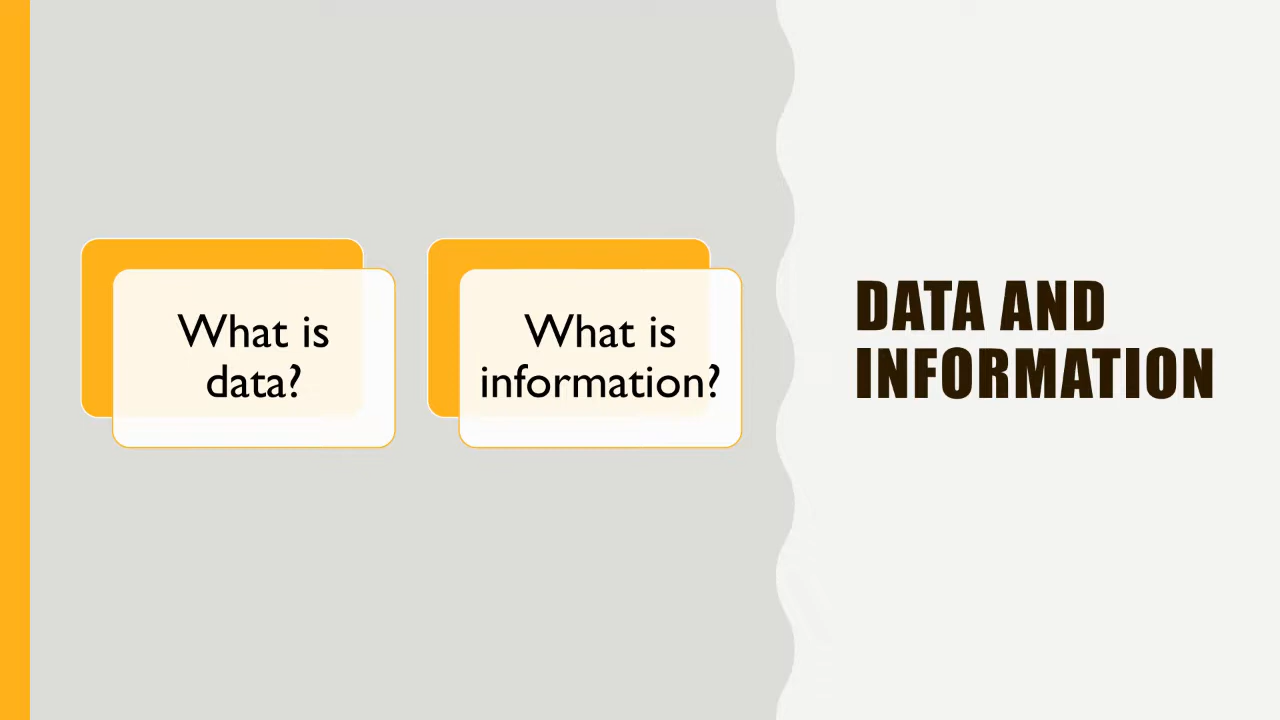 What is
data?
What is
information?
DATA AND
INFORMATION